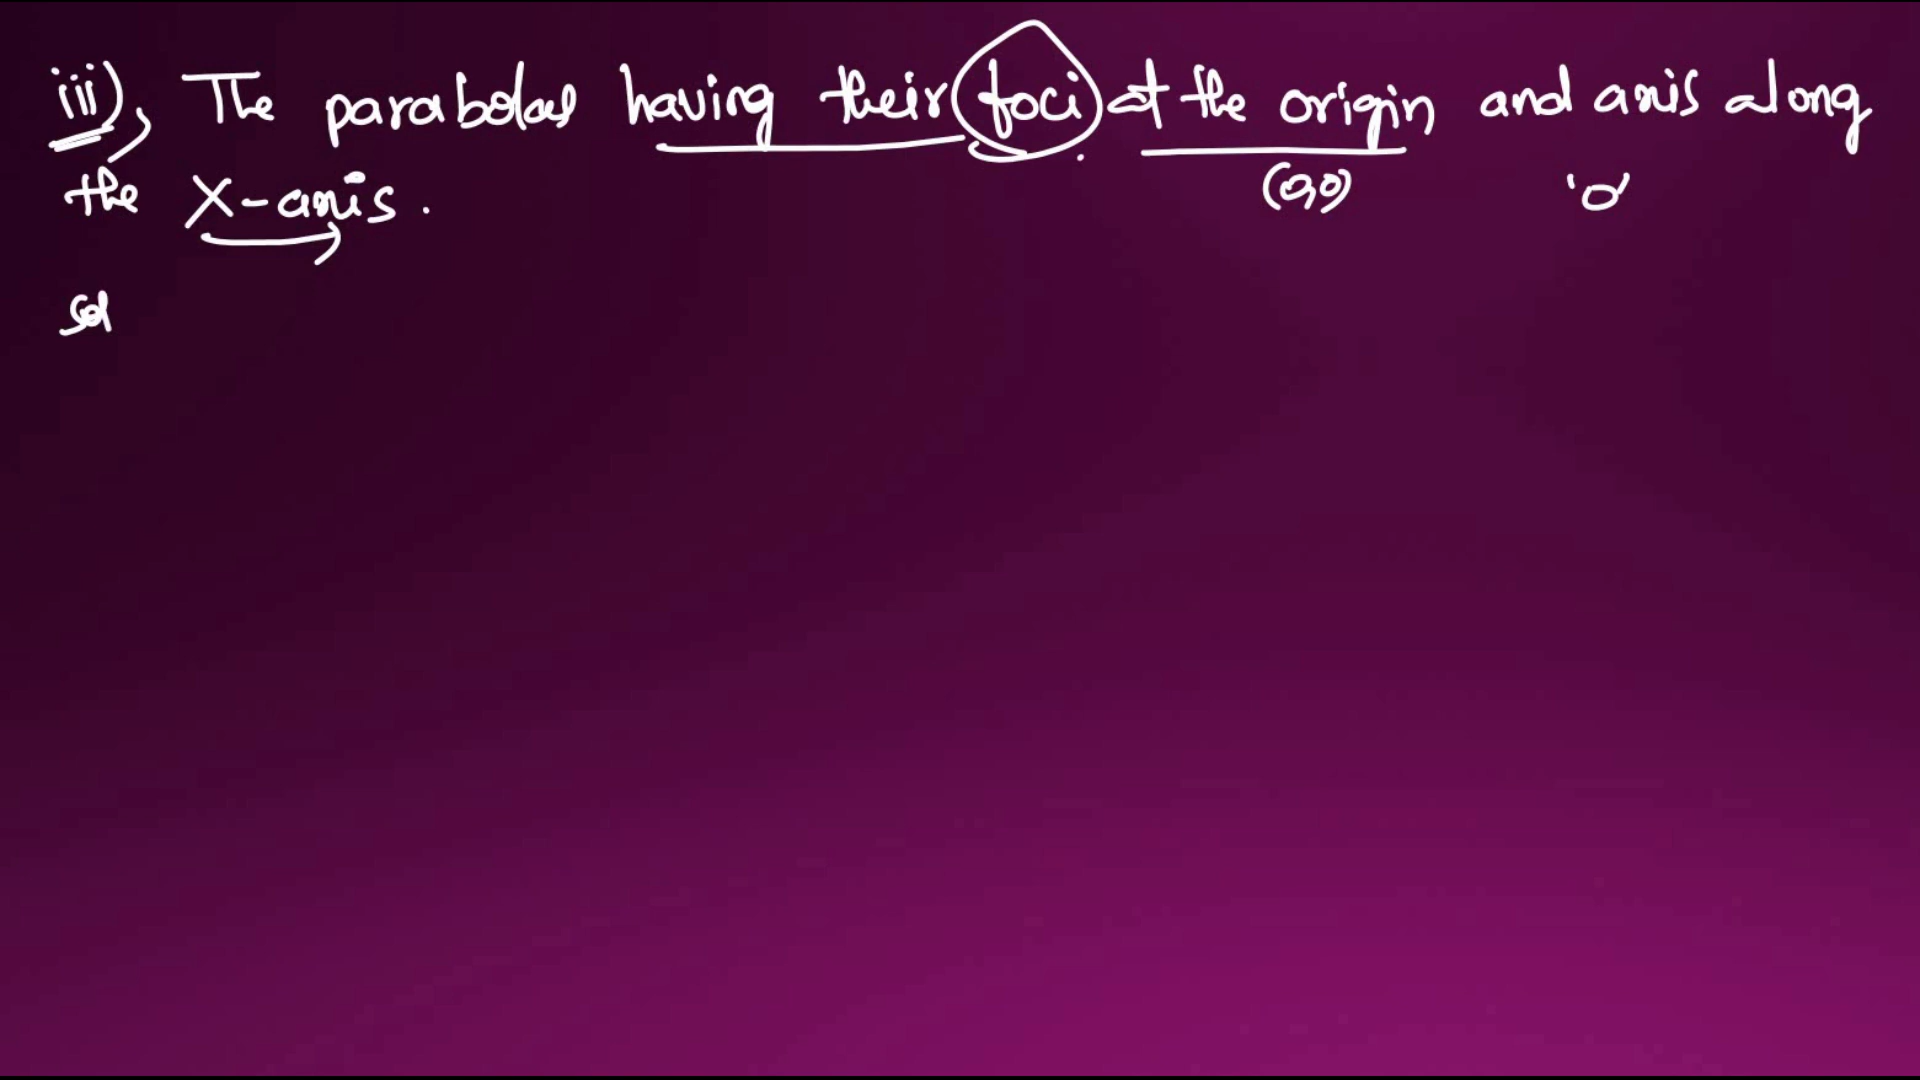 iii), The parabolas having their foci at the origin and axis along
the X-axis.
(0,0) 'O'
sol